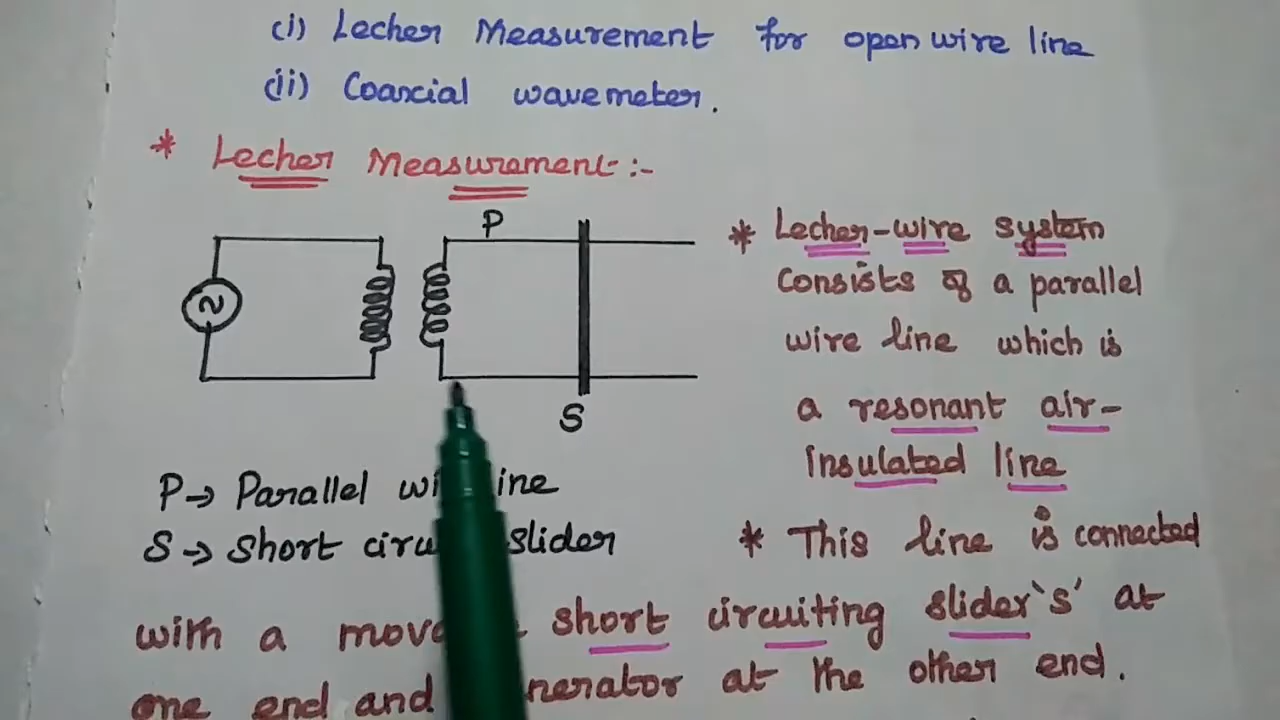 (i) Lecher Measurement for open wire line
(ii) Coaxial wavemeter.
* Lecher Measurement :-
P
S
P → Parallel line
S → Short slider
* Lecher-wire system
consists of a parallel
wire line which is
a resonant air-
insulated line
* This line is connected
with a short circuiting slider 's' at
one end and at the other end.